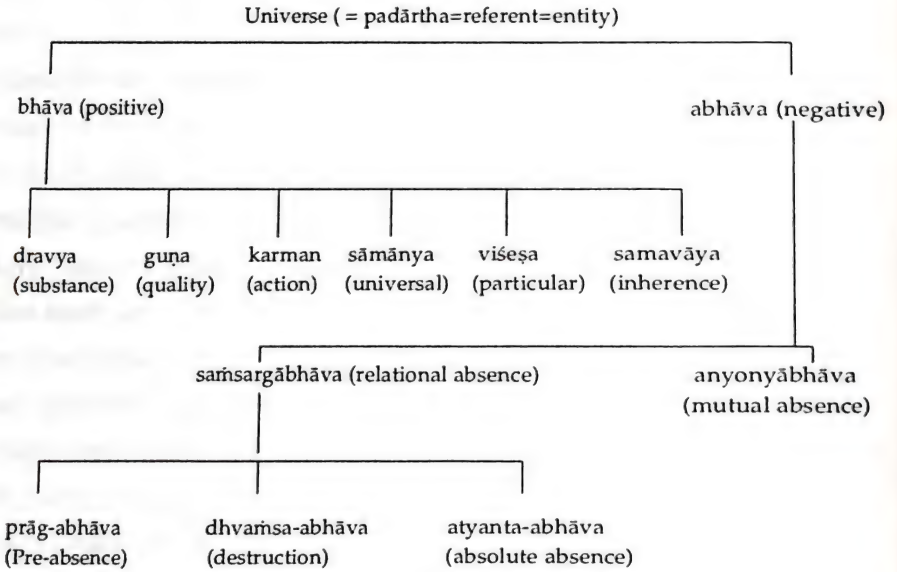 Universe ( = padārtha=referent=entity)
bhāva (positive) abhāva (negative)
dravya guṇa karman sāmānya viśeṣa samavāya
(substance) (quality) (action) (universal) (particular) (inherence)
saṁsargābhāva (relational absence) anyonyābhāva
(mutual absence)
prāg-abhāva dhvaṁsa-abhāva atyanta-abhāva
(Pre-absence) (destruction) (absolute absence)